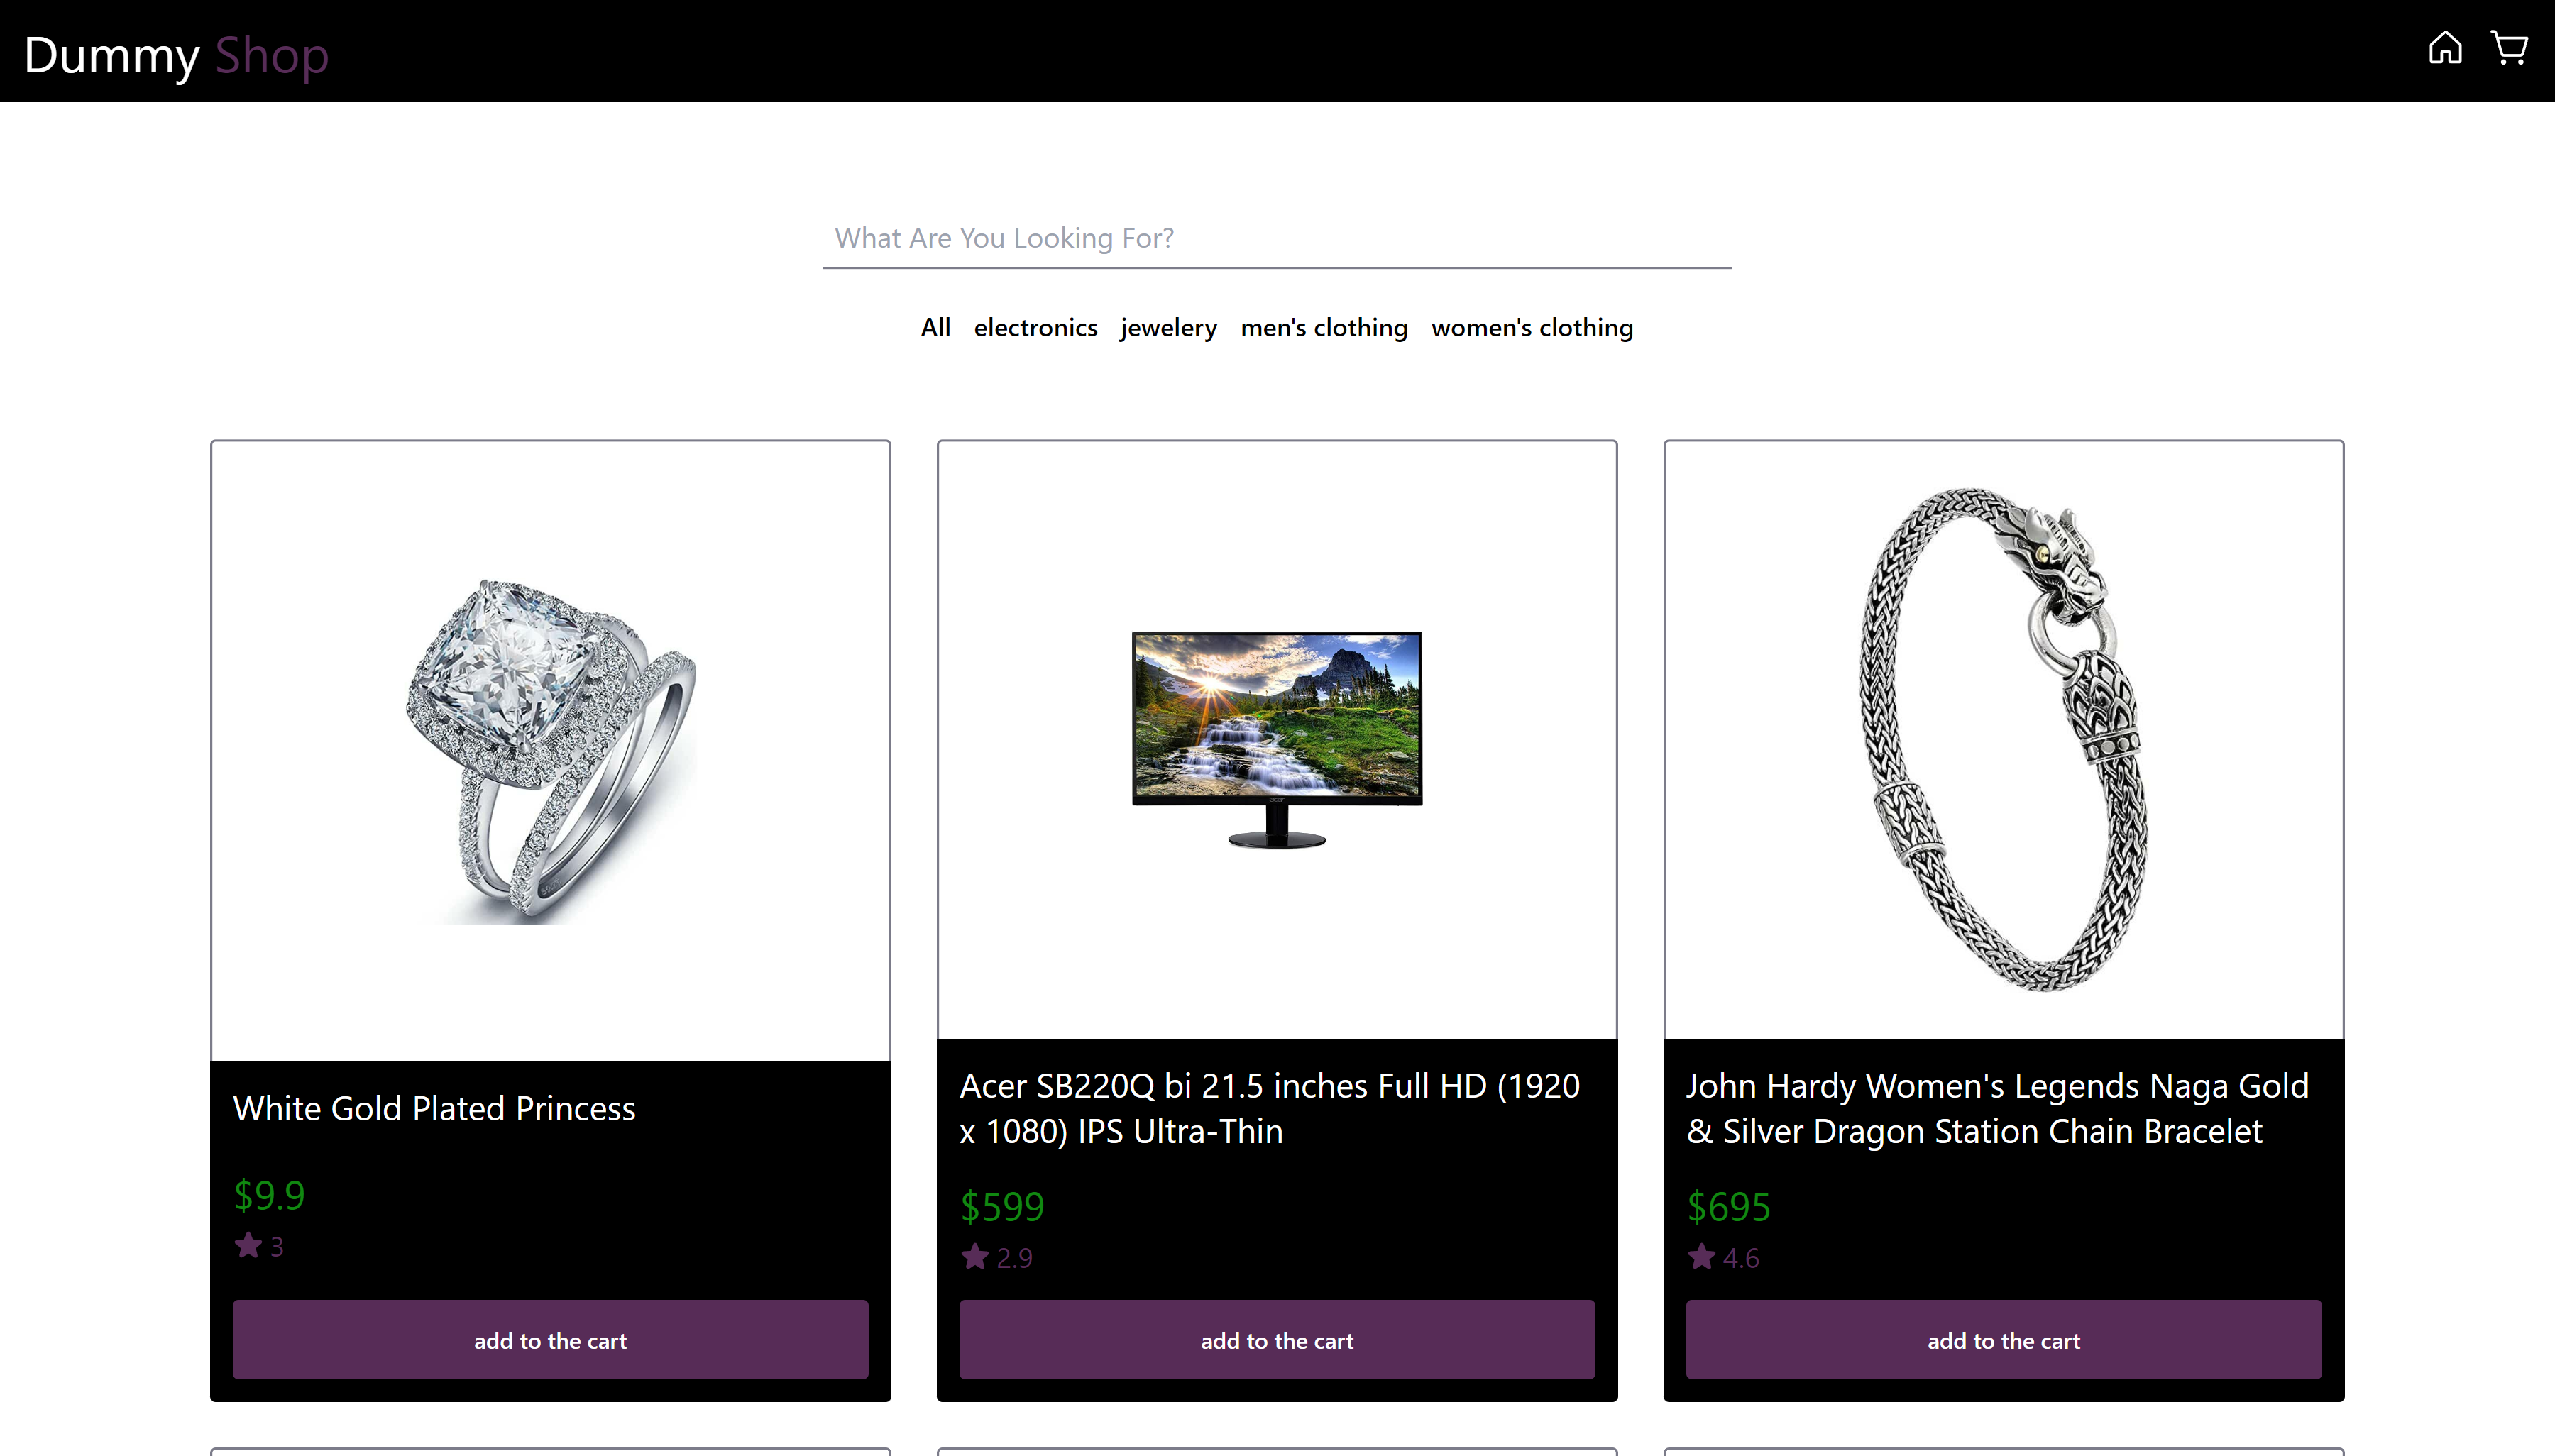 Dummy Shop
What Are You Looking For?
All electronics jewelery men's clothing women's clothing
acer
White Gold Plated Princess
$9.9
3
add to the cart
Acer SB220Q bi 21.5 inches Full HD (1920
x 1080) IPS Ultra-Thin
$599
2.9
add to the cart
John Hardy Women's Legends Naga Gold
& Silver Dragon Station Chain Bracelet
$695
4.6
add to the cart